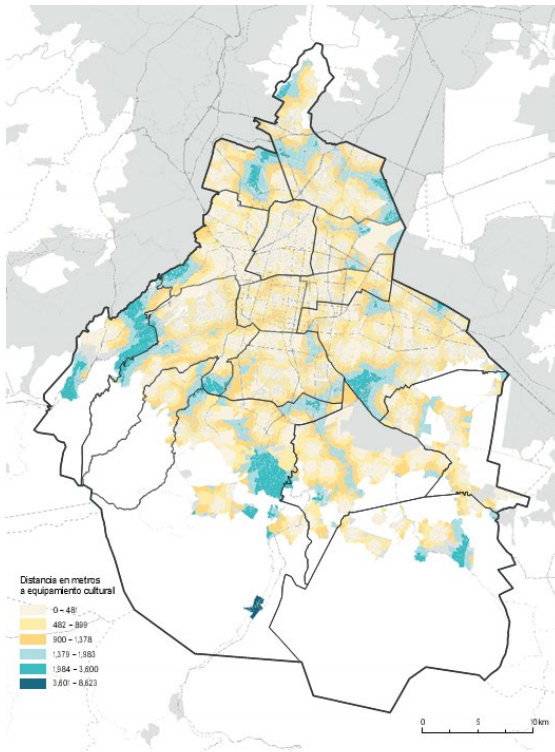 Distancia en metros
a equipamiento cultural
0 – 481
482 – 899
900 – 1,378
1,379 – 1,983
1,984 – 3,600
3,601 – 8,623
0 5 10 km